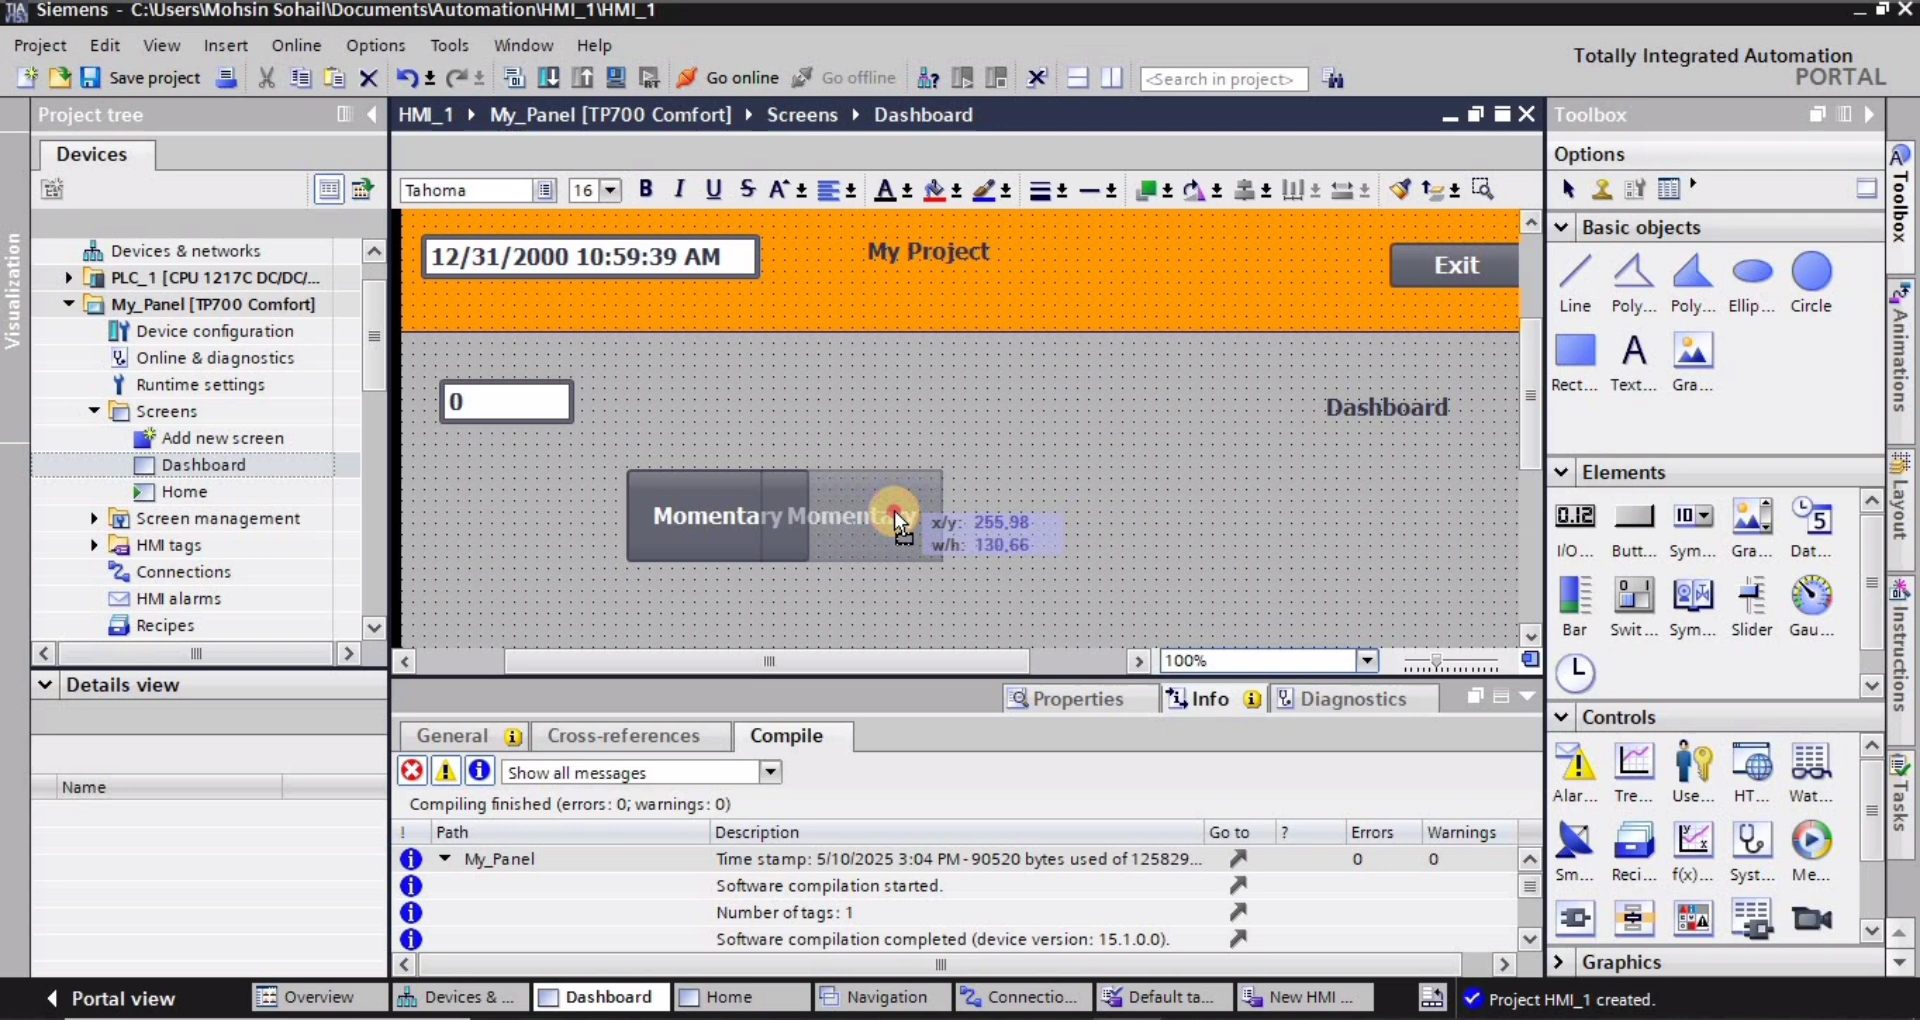 Siemens - C:\Users\Mohsin Sohail\Documents\Automation\HMI_1\HMI_1
Project Edit View Insert Online Options Tools Window Help
Totally Integrated Automation
PORTAL
Save project Go online Go offline <Search in project>
Project tree
HMI_1 ▸ My_Panel [TP700 Comfort] ▸ Screens ▸ Dashboard
Toolbox
Devices
Options
Tahoma 16 B I U S A
Visualization
Devices & networks
PLC_1 [CPU 1217C DC/DC/...
My_Panel [TP700 Comfort]
Device configuration
Online & diagnostics
Runtime settings
Screens
Add new screen
Dashboard
Home
Screen management
HMI tags
Connections
HMI alarms
Recipes
12/31/2000 10:59:39 AM
My Project
Exit
0
Dashboard
Momentary Momentary
x/y: 255,98
w/h: 130,66
100%
Basic objects
Line Poly... Poly... Ellip... Circle
Rect... Text... Gra...
Elements
I/O... Butt... Sym... Gra... Dat...
Bar Swit... Sym... Slider Gau...
Controls
Alar... Tre... Use... HT... Wat...
Sm... Reci... f(x)... Syst... Me...
Graphics
Toolbox
Animations
Layout
Instructions
Tasks
Details view
Name
Properties Info Diagnostics
General Cross-references Compile
Show all messages
Compiling finished (errors: 0; warnings: 0)
! Path Description Go to ? Errors Warnings
My_Panel Time stamp: 5/10/2025 3:04 PM - 90520 bytes used of 125829... 0 0
Software compilation started.
Number of tags: 1
Software compilation completed (device version: 15.1.0.0).
Portal view Overview Devices & ... Dashboard Home Navigation Connectio... Default ta... New HMI ... Project HMI_1 created.